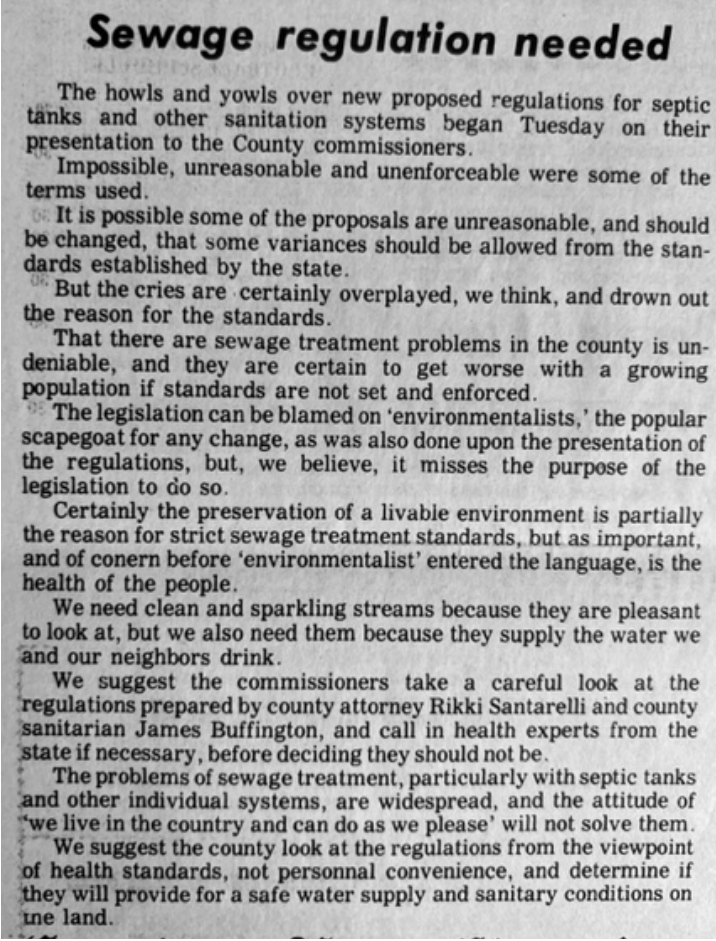 Sewage regulation needed
The howls and yowls over new proposed regulations for septic
tanks and other sanitation systems began Tuesday on their
presentation to the County commissioners.
Impossible, unreasonable and unenforceable were some of the
terms used.
It is possible some of the proposals are unreasonable, and should
be changed, that some variances should be allowed from the stan-
dards established by the state.
But the cries are certainly overplayed, we think, and drown out
the reason for the standards.
That there are sewage treatment problems in the county is un-
deniable, and they are certain to get worse with a growing
population if standards are not set and enforced.
The legislation can be blamed on ‘environmentalists,’ the popular
scapegoat for any change, as was also done upon the presentation of
the regulations, but, we believe, it misses the purpose of the
legislation to do so.
Certainly the preservation of a livable environment is partially
the reason for strict sewage treatment standards, but as important,
and of conern before ‘environmentalist’ entered the language, is the
health of the people.
We need clean and sparkling streams because they are pleasant
to look at, but we also need them because they supply the water we
and our neighbors drink.
We suggest the commissioners take a careful look at the
regulations prepared by county attorney Rikki Santarelli and county
sanitarian James Buffington, and call in health experts from the
state if necessary, before deciding they should not be.
The problems of sewage treatment, particularly with septic tanks
and other individual systems, are widespread, and the attitude of
‘we live in the country and can do as we please’ will not solve them.
We suggest the county look at the regulations from the viewpoint
of health standards, not personnal convenience, and determine if
they will provide for a safe water supply and sanitary conditions on
the land.